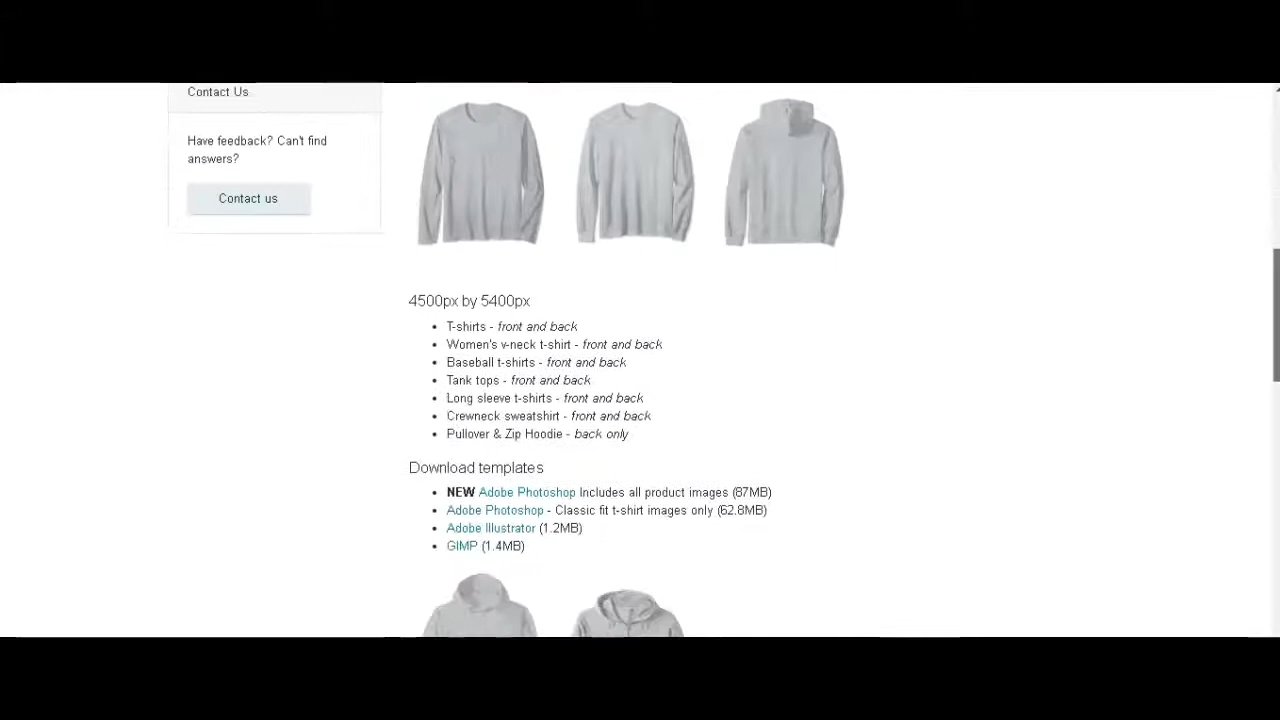 Contact Us
Have feedback? Can't find
answers?
Contact us
4500px by 5400px
T-shirts - front and back
Women's v-neck t-shirt - front and back
Baseball t-shirts - front and back
Tank tops - front and back
Long sleeve t-shirts - front and back
Crewneck sweatshirt - front and back
Pullover & Zip Hoodie - back only
Download templates
NEW Adobe Photoshop Includes all product images (87MB)
Adobe Photoshop - Classic fit t-shirt images only (62.8MB)
Adobe Illustrator (1.2MB)
GIMP (1.4MB)